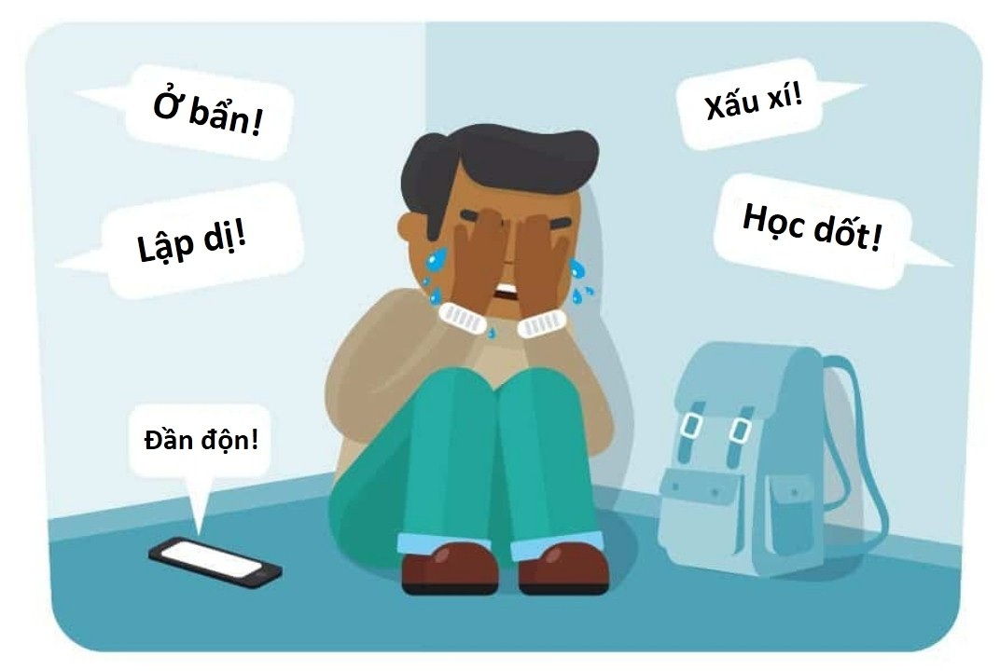 Ở bẩn!
Xấu xí!
Lập dị!
Học dốt!
Đần độn!